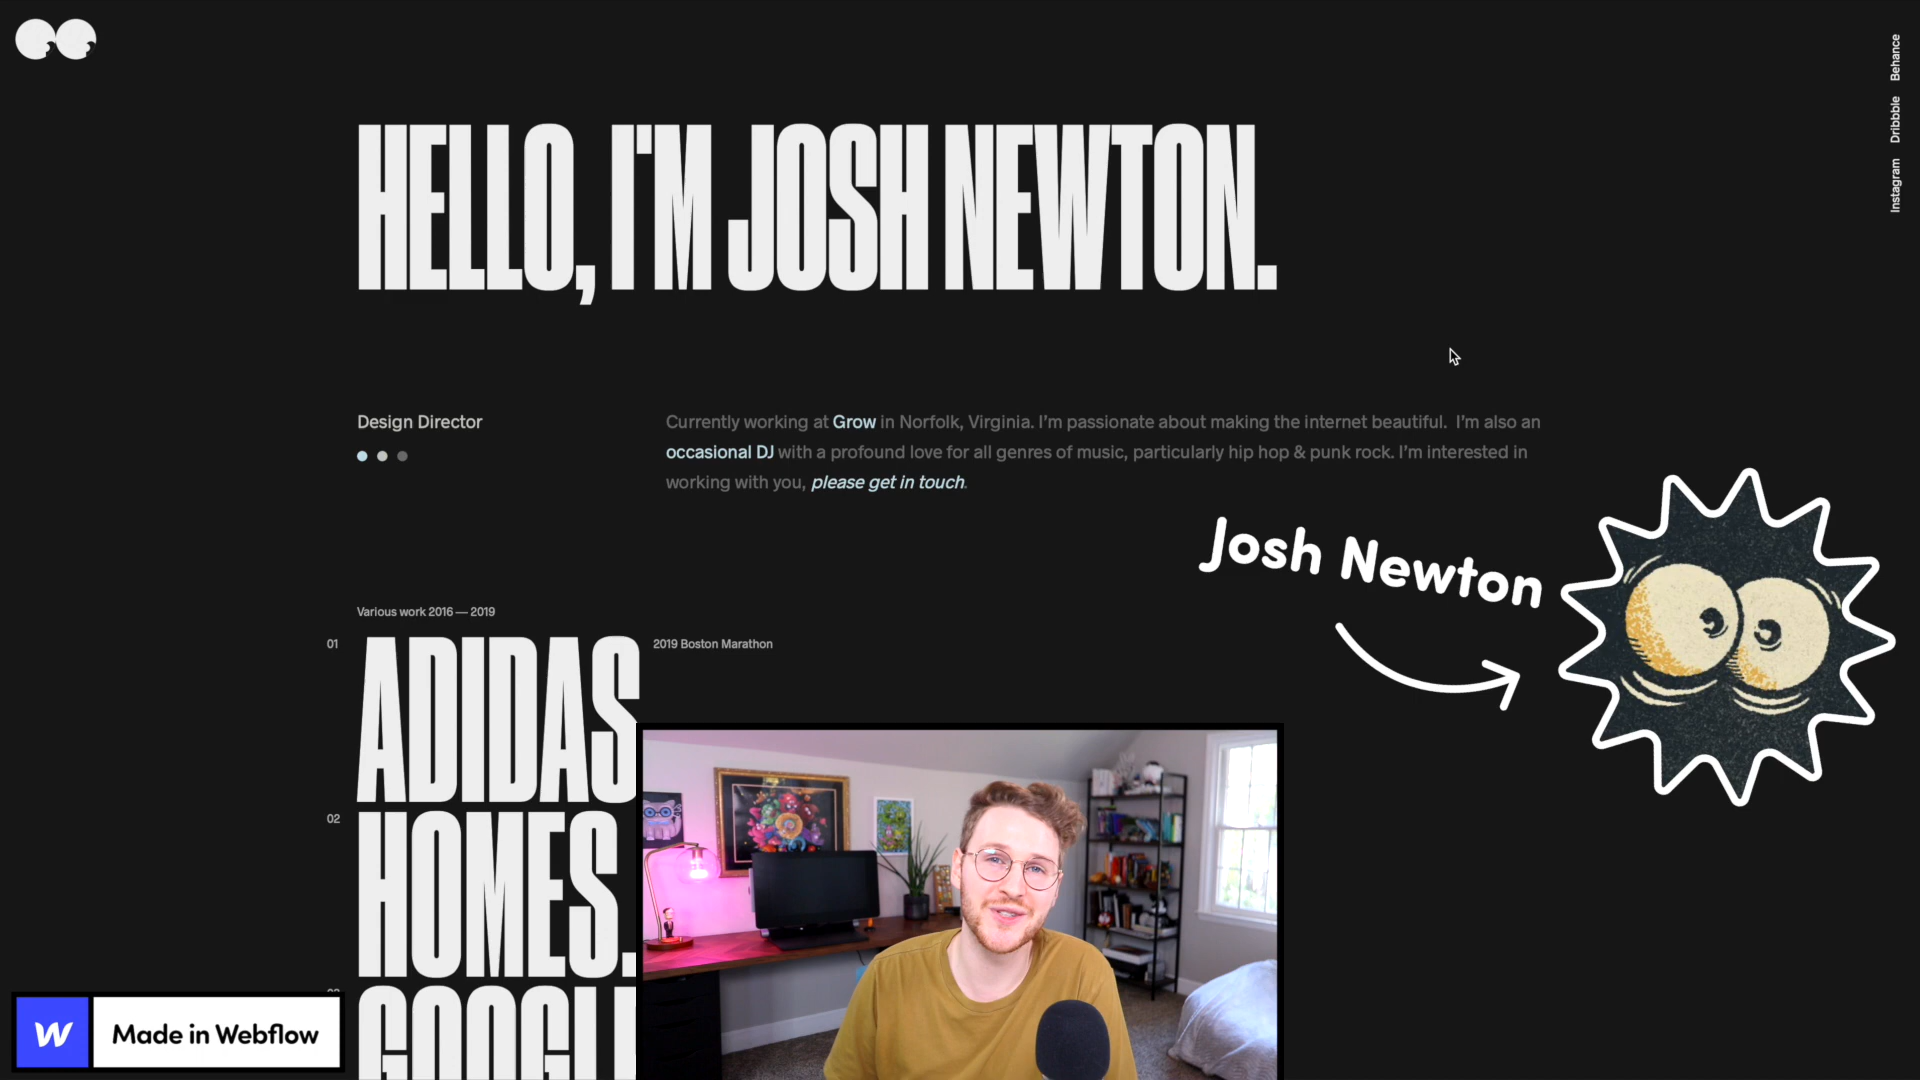 Behance
Dribble
Instagram
HELLO, I'M JOSH NEWTON.
Design Director
Currently working at Grow in Norfolk, Virginia. I'm passionate about making the internet beautiful. I'm also an
occasional DJ with a profound love for all genres of music, particularly hip hop & punk rock. I'm interested in
working with you, please get in touch.
Josh Newton
Various work 2016 — 2019
01
ADIDAS
2019 Boston Marathon
02
HOMES.
W
Made in Webflow